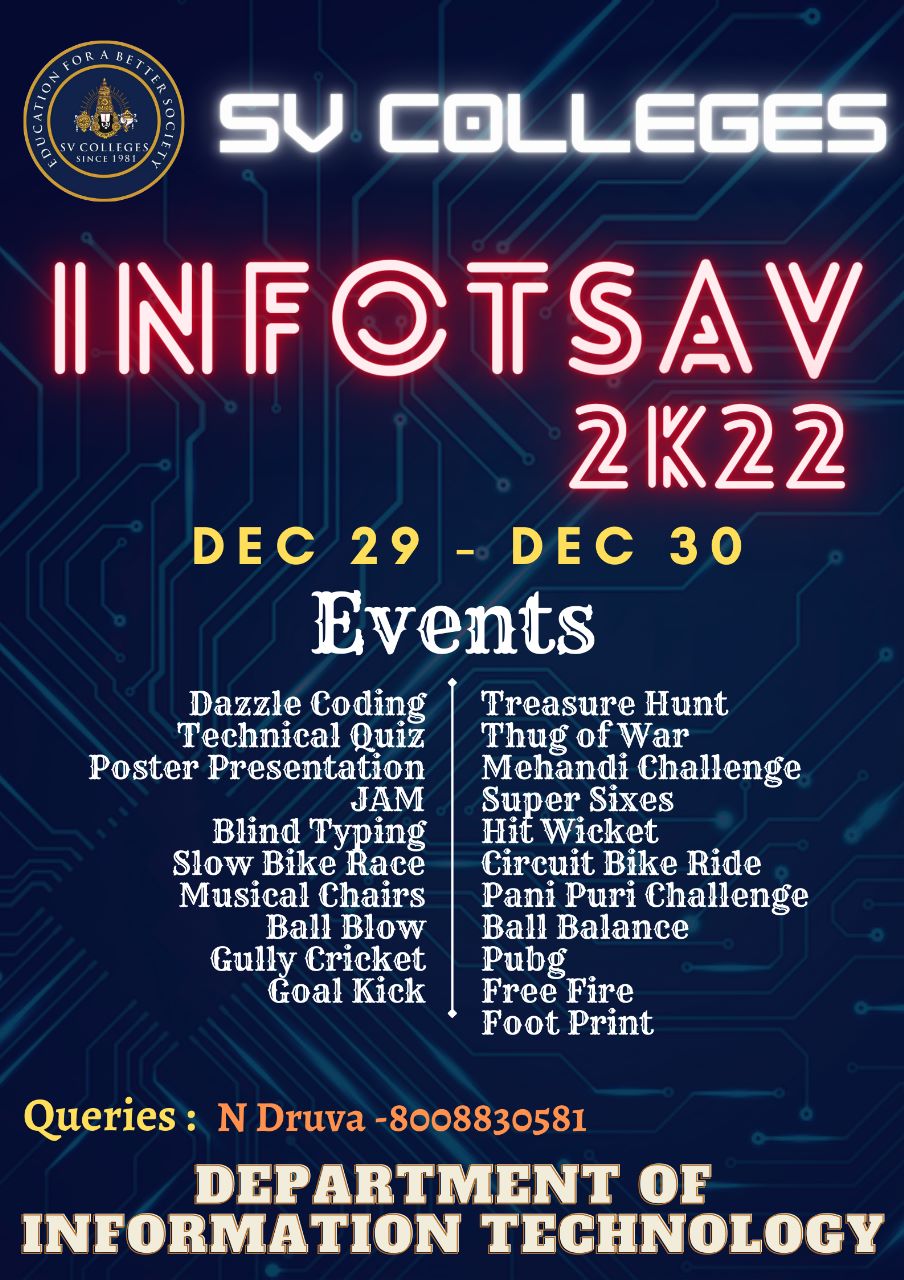 EDUCATION FOR A BETTER SOCIETY
SV COLLEGES
SINCE 1981
SV COLLEGES
INFOTSAV
2K22
DEC 29 - DEC 30
Events
Dazzle Coding
Technical Quiz
Poster Presentation
JAM
Blind Typing
Slow Bike Race
Musical Chairs
Ball Blow
Gully Cricket
Goal Kick
Treasure Hunt
Thug of War
Mehandi Challenge
Super Sixes
Hit Wicket
Circuit Bike Ride
Pani Puri Challenge
Ball Balance
Pubg
Free Fire
Foot Print
Queries : N Druva -8008830581
DEPARTMENT OF
INFORMATION TECHNOLOGY